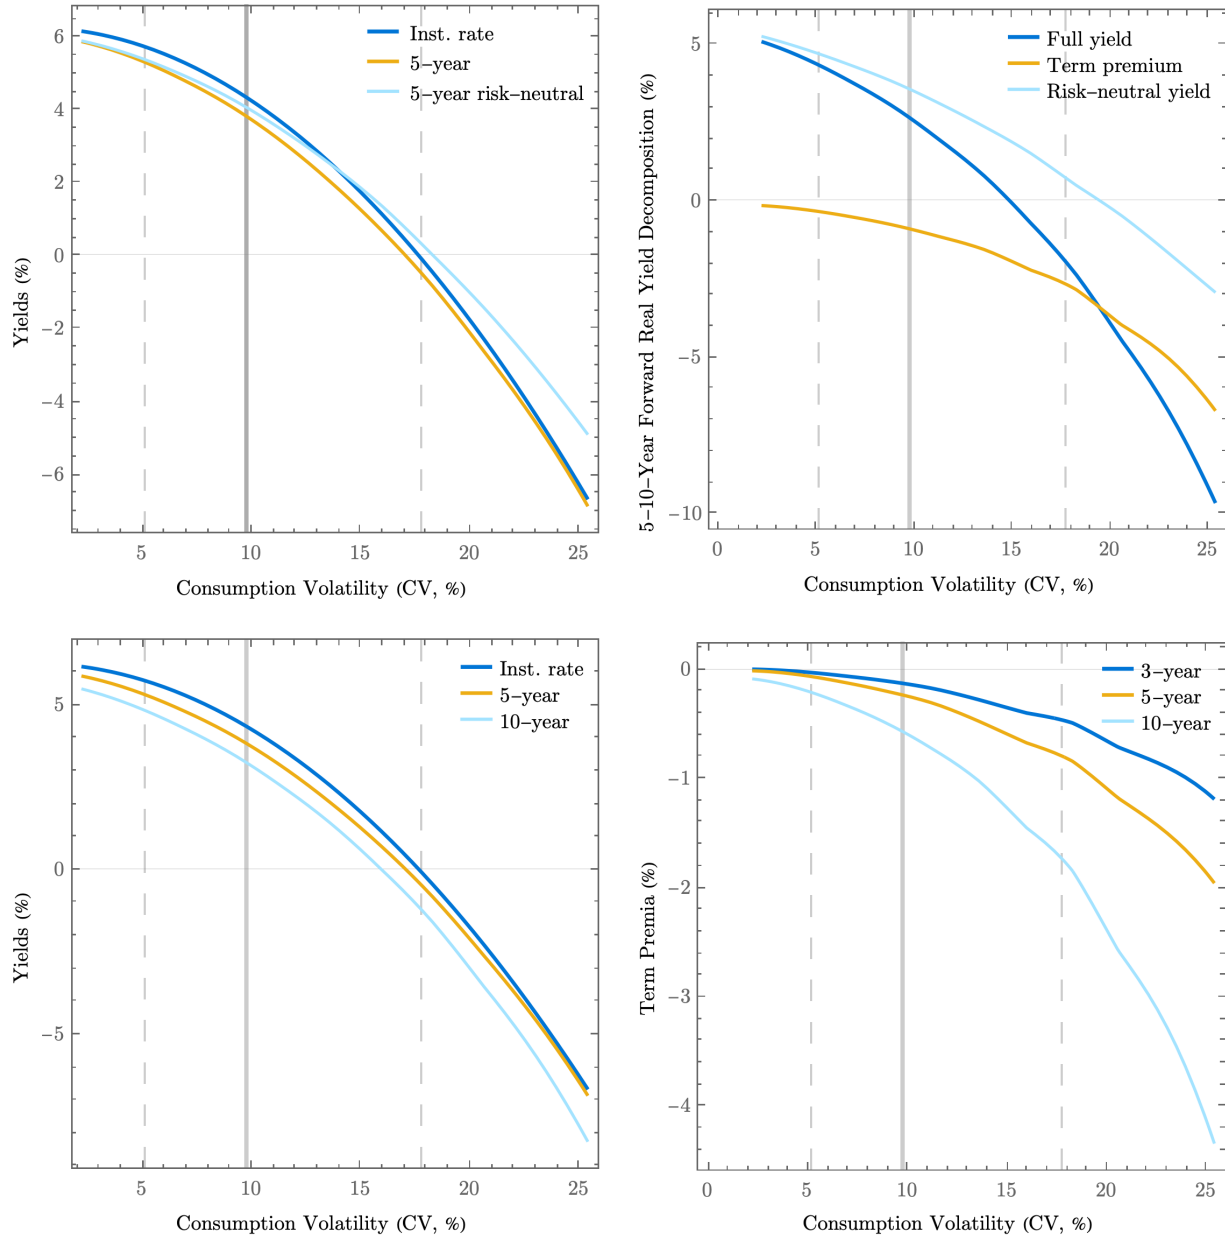 Inst. rate
5–year
5–year risk–neutral
6
4
2
0
−2
−4
−6
Yields (%)
5
10
15
20
25
Consumption Volatility (CV, %)
Full yield
Term premium
Risk–neutral yield
5
0
−5
−10
5–10–Year Forward Real Yield Decomposition (%)
0
5
10
15
20
25
Consumption Volatility (CV, %)
Inst. rate
5–year
10–year
5
0
−5
Yields (%)
5
10
15
20
25
Consumption Volatility (CV, %)
3–year
5–year
10–year
0
−1
−2
−3
−4
Term Premia (%)
0
5
10
15
20
25
Consumption Volatility (CV, %)